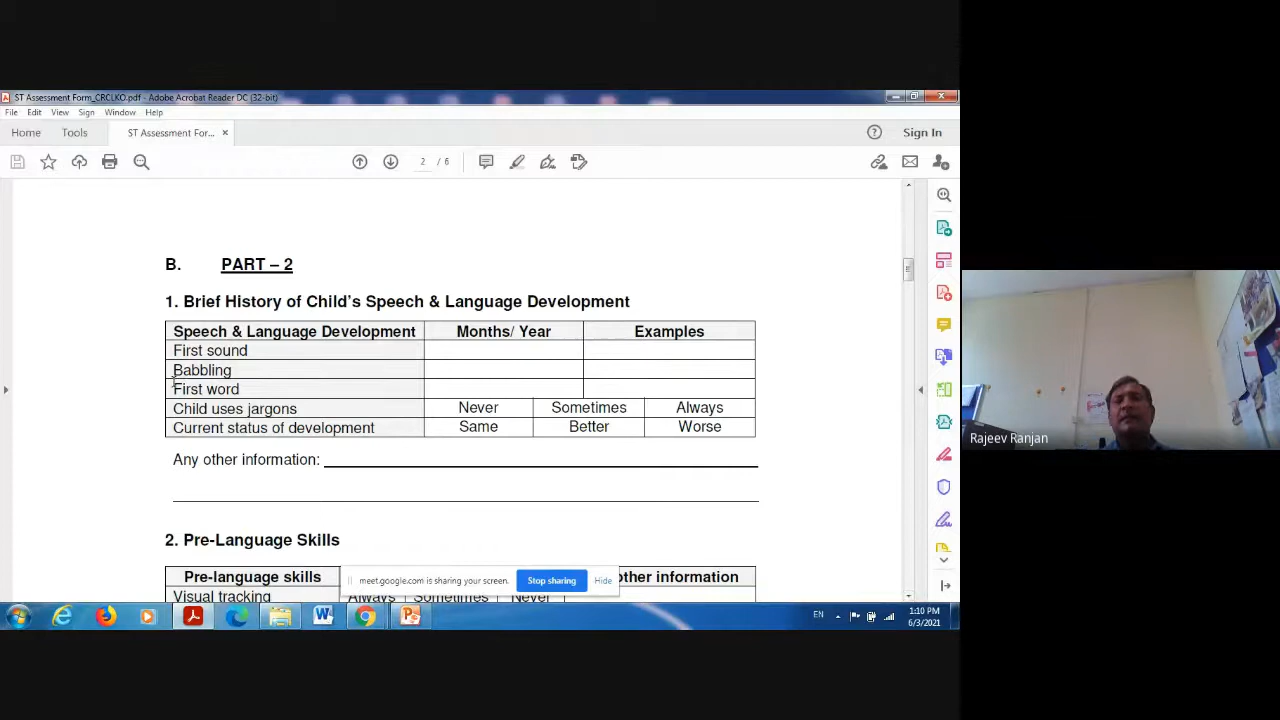 ST Assessment Form_CRCLKO.pdf - Adobe Acrobat Reader DC (32-bit)
File Edit View Sign Window Help
Home Tools ST Assessment For... × Sign In
2 / 6
B. PART – 2
1. Brief History of Child's Speech & Language Development
Speech & Language Development Months/ Year Examples
First sound
Babbling
First word
Child uses jargons Never Sometimes Always
Current status of development Same Better Worse
Any other information:
2. Pre-Language Skills
Pre-language skills other information
Visual tracking Always Sometimes Never
meet.google.com is sharing your screen. Stop sharing Hide
EN 1:10 PM
6/3/2021
Rajeev Ranjan